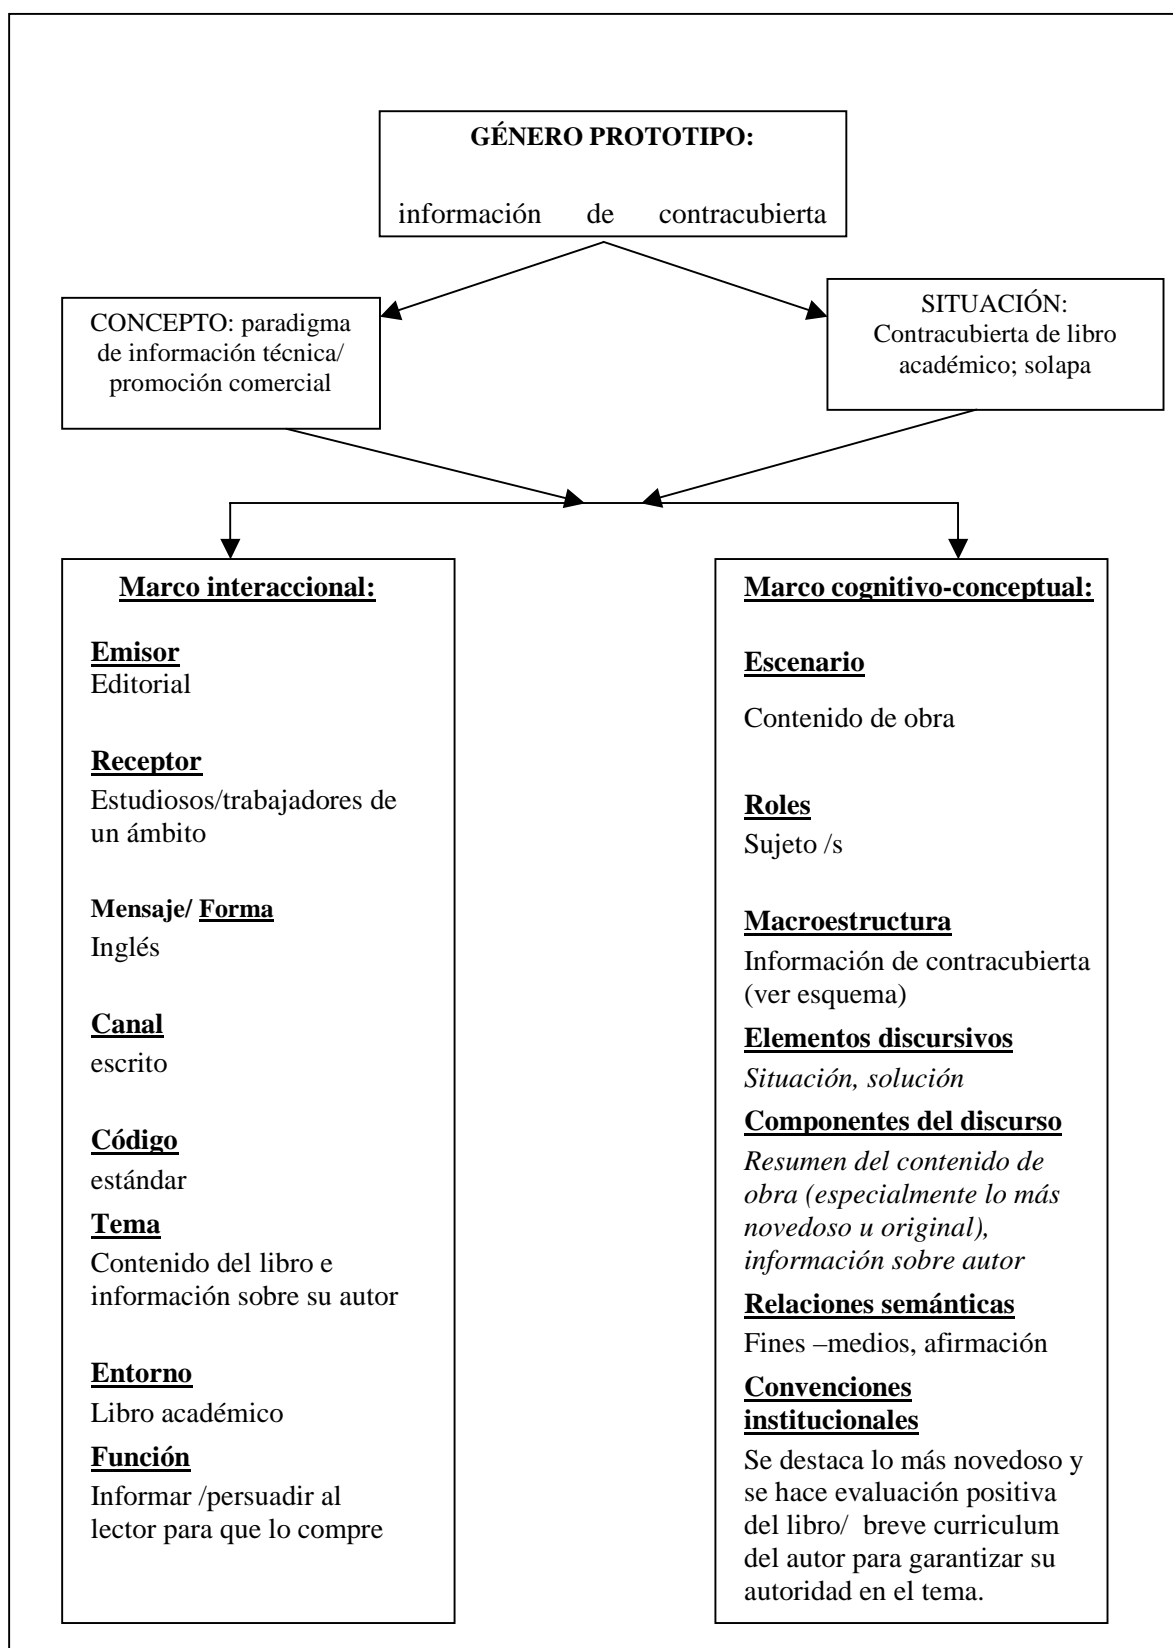 GÉNERO PROTOTIPO:
información de contracubierta
CONCEPTO: paradigma
de información técnica/
promoción comercial
SITUACIÓN:
Contracubierta de libro
académico; solapa
Marco interaccional:
Emisor
Editorial
Receptor
Estudiosos/trabajadores de
un ámbito
Mensaje/ Forma
Inglés
Canal
escrito
Código
estándar
Tema
Contenido del libro e
información sobre su autor
Entorno
Libro académico
Función
Informar /persuadir al
lector para que lo compre
Marco cognitivo-conceptual:
Escenario
Contenido de obra
Roles
Sujeto /s
Macroestructura
Información de contracubierta
(ver esquema)
Elementos discursivos
Situación, solución
Componentes del discurso
Resumen del contenido de
obra (especialmente lo más
novedoso u original),
información sobre autor
Relaciones semánticas
Fines –medios, afirmación
Convenciones
institucionales
Se destaca lo más novedoso y
se hace evaluación positiva
del libro/ breve curriculum
del autor para garantizar su
autoridad en el tema.